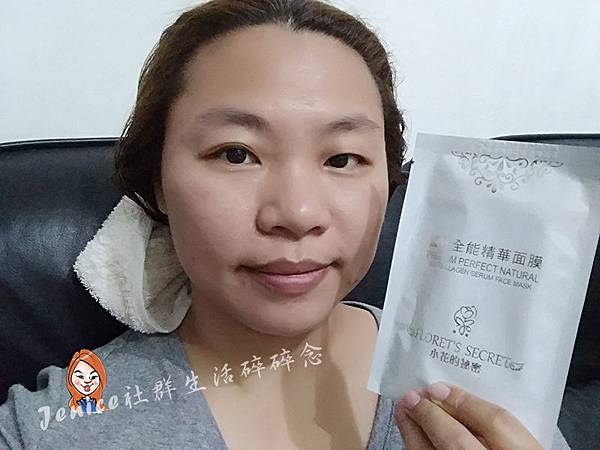 全能精華面膜
PERFECT NATURAL
COLLAGEN SERUM FACE MASK
FLORET'S SECRET
小花的祕密
Jenice社群生活碎碎念